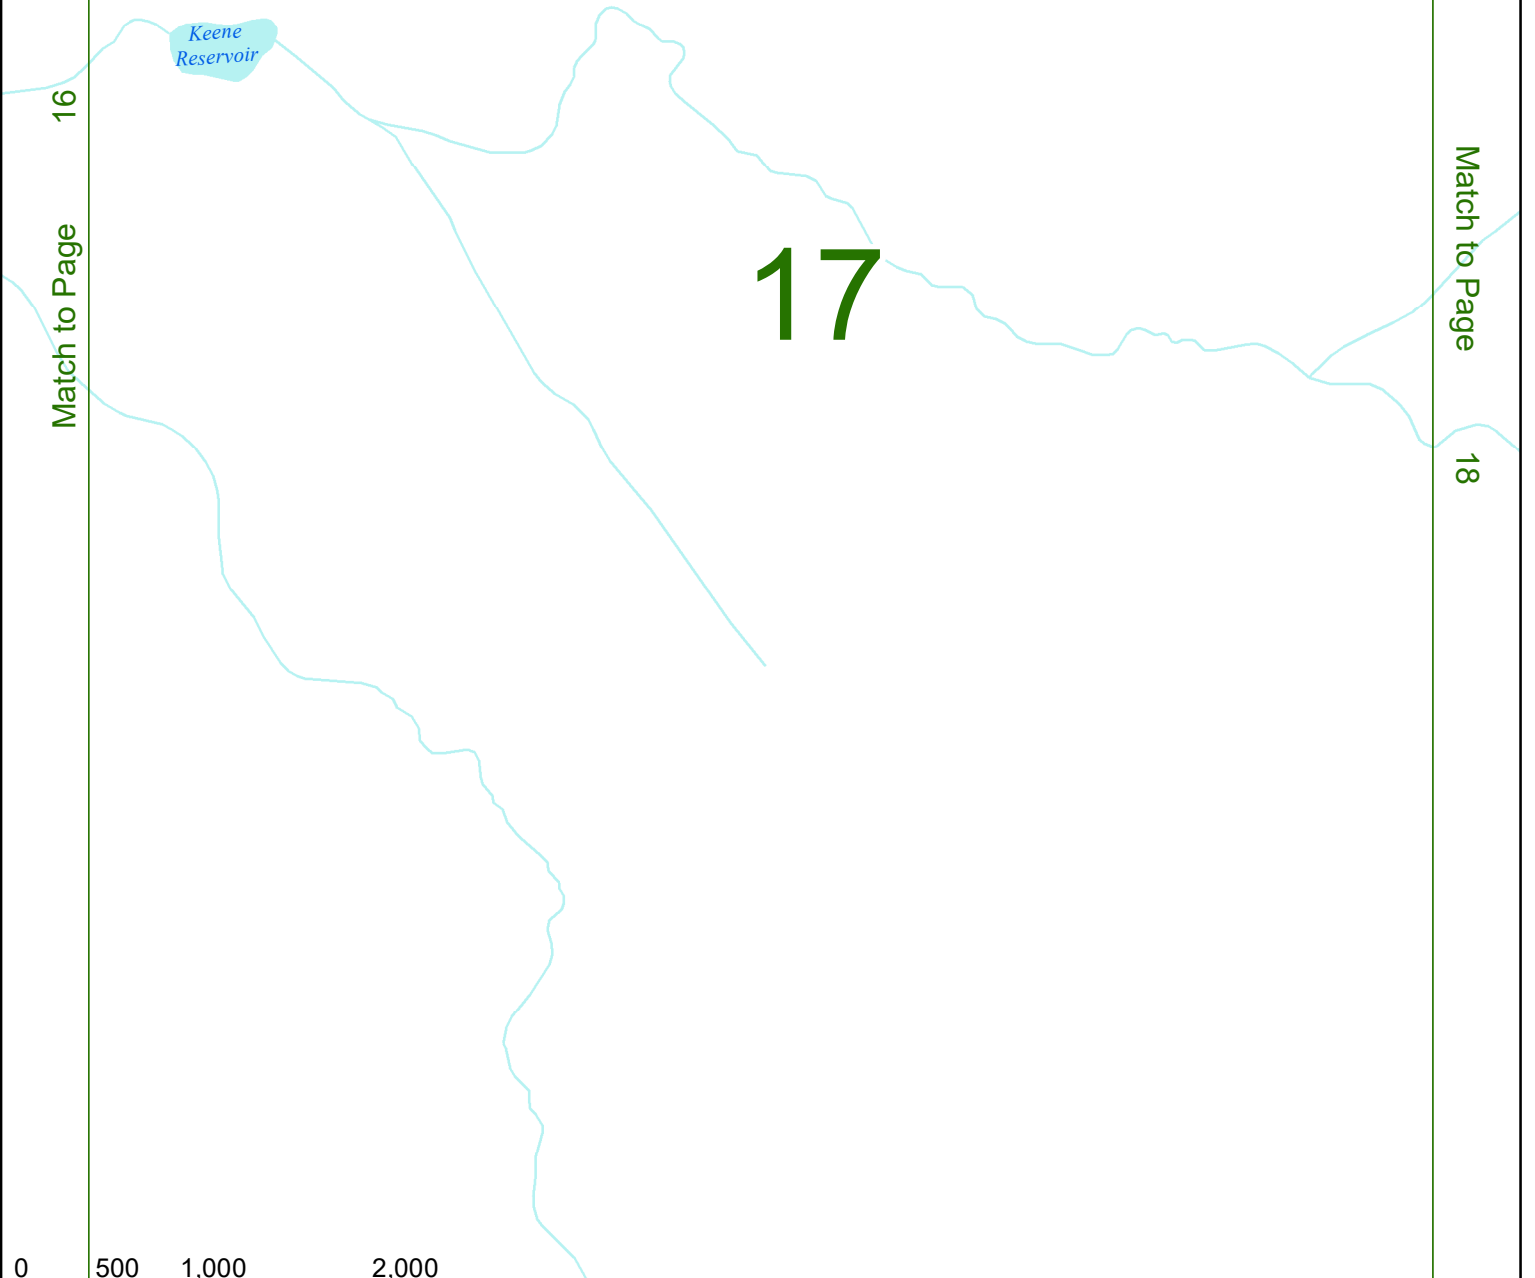 Keene
Reservoir
Match to Page 16
17
Match to Page 18
0 500 1,000 2,000